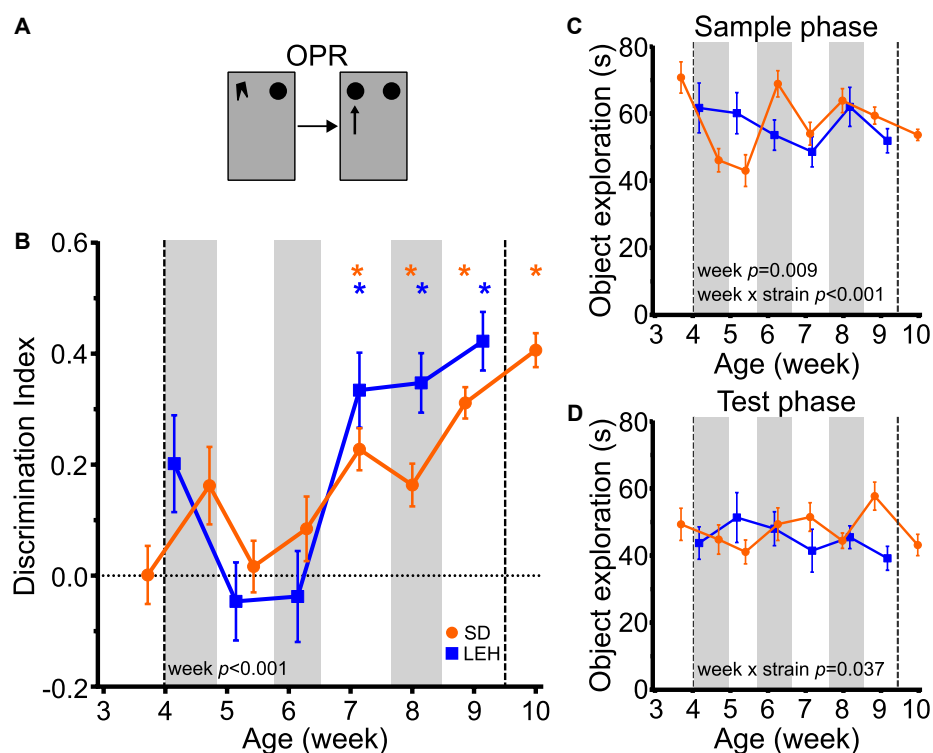 A
OPR
B
0.6
0.4
0.2
0.0
-0.2
Discrimination Index
* * * *
* * *
SD
LEH
week p<0.001
3 4 5 6 7 8 9 10
Age (week)
C
Sample phase
80
60
40
20
0
Object exploration (s)
week p=0.009
week x strain p<0.001
3 4 5 6 7 8 9 10
Age (week)
D
Test phase
80
60
40
20
0
Object exploration (s)
week x strain p=0.037
3 4 5 6 7 8 9 10
Age (week)